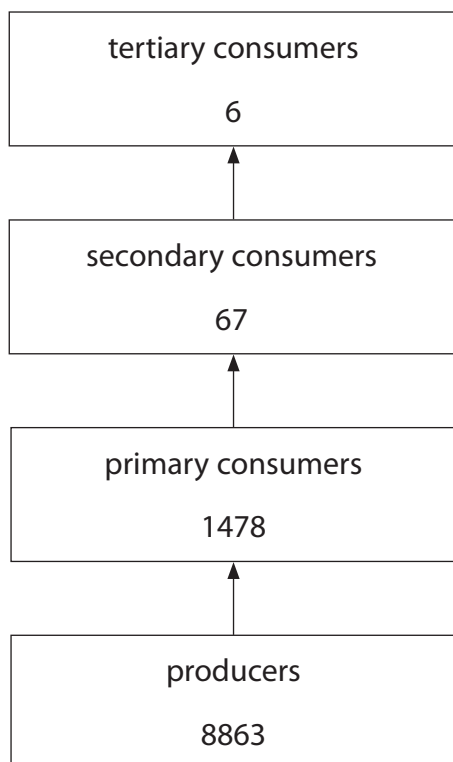 tertiary consumers
6
secondary consumers
67
primary consumers
1478
producers
8863